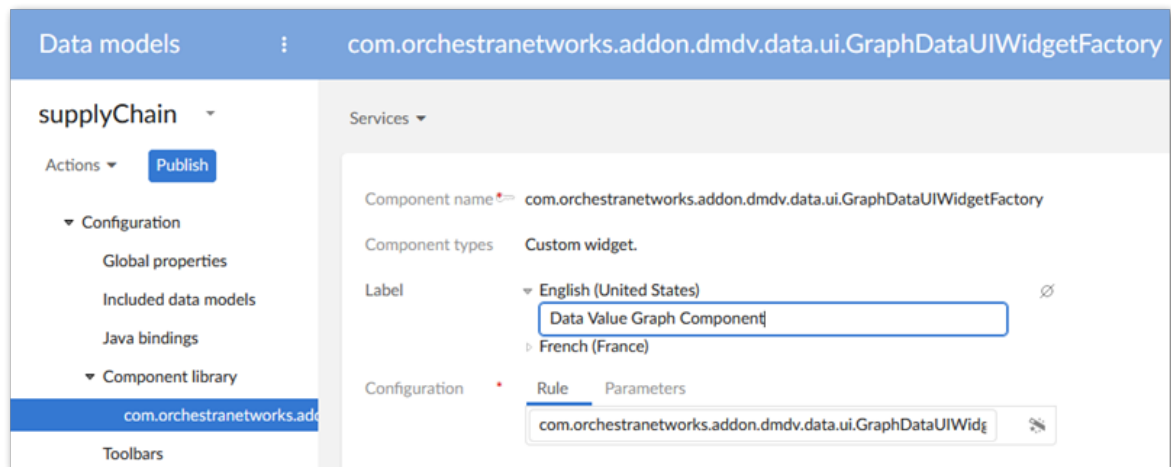 Data models
com.orchestranetworks.addon.dmdv.data.ui.GraphDataUIWidgetFactory
supplyChain
Services
Actions
Publish
Component name* com.orchestranetworks.addon.dmdv.data.ui.GraphDataUIWidgetFactory
Configuration
Component types Custom widget.
Global properties
Label English (United States)
Included data models
Data Value Graph Component
Java bindings
French (France)
Component library
Configuration * Rule Parameters
com.orchestranetworks.add
com.orchestranetworks.addon.dmdv.data.ui.GraphDataUIWidg
Toolbars